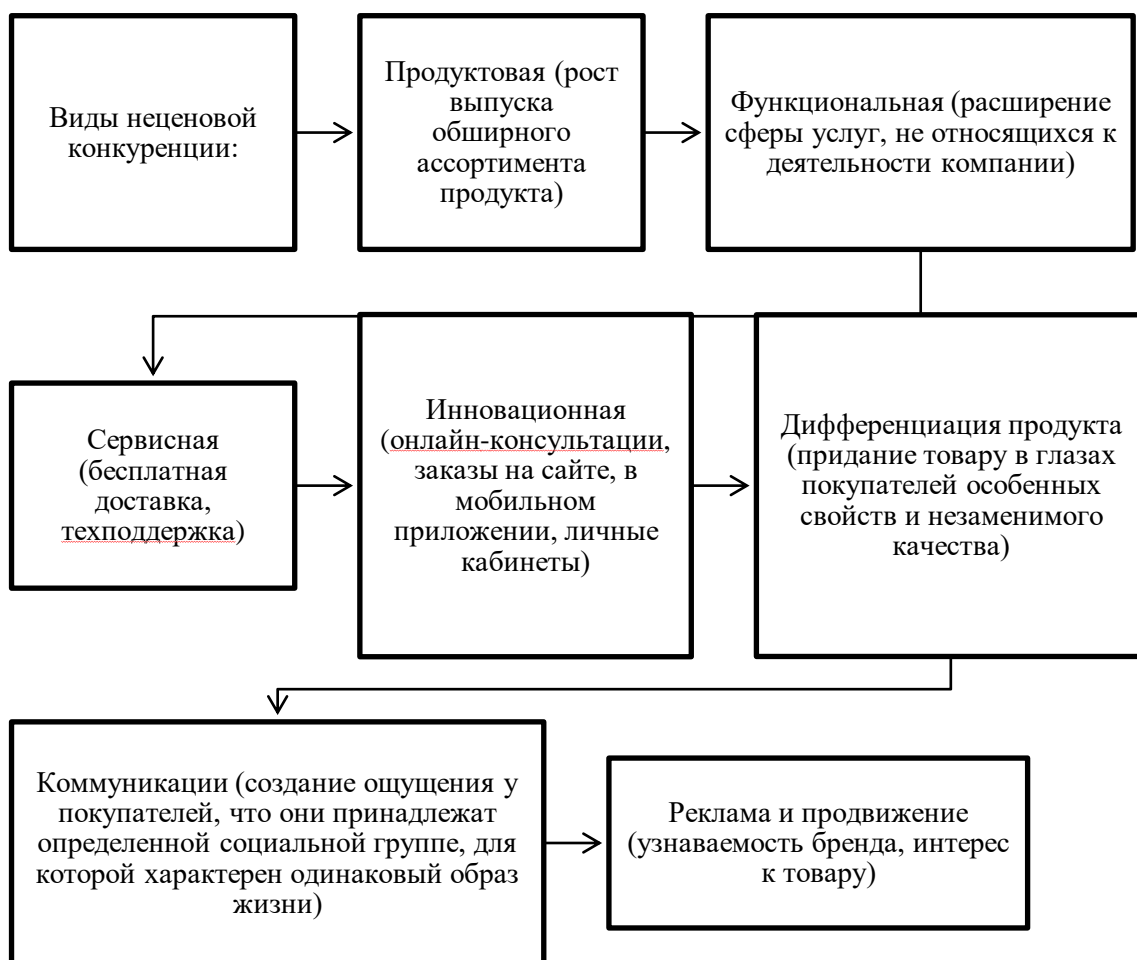 Виды неценовой
конкуренции:
Продуктовая (рост
выпуска
обширного
ассортимента
продукта)
Функциональная (расширение
сферы услуг, не относящихся к
деятельности компании)
Сервисная
(бесплатная
доставка,
техподдержка)
Инновационная
(онлайн-консультации,
заказы на сайте, в
мобильном
приложении, личные
кабинеты)
Дифференциация продукта
(придание товару в глазах
покупателей особенных
свойств и незаменимого
качества)
Коммуникации (создание ощущения у
покупателей, что они принадлежат
определенной социальной группе, для
которой характерен одинаковый образ
жизни)
Реклама и продвижение
(узнаваемость бренда, интерес
к товару)